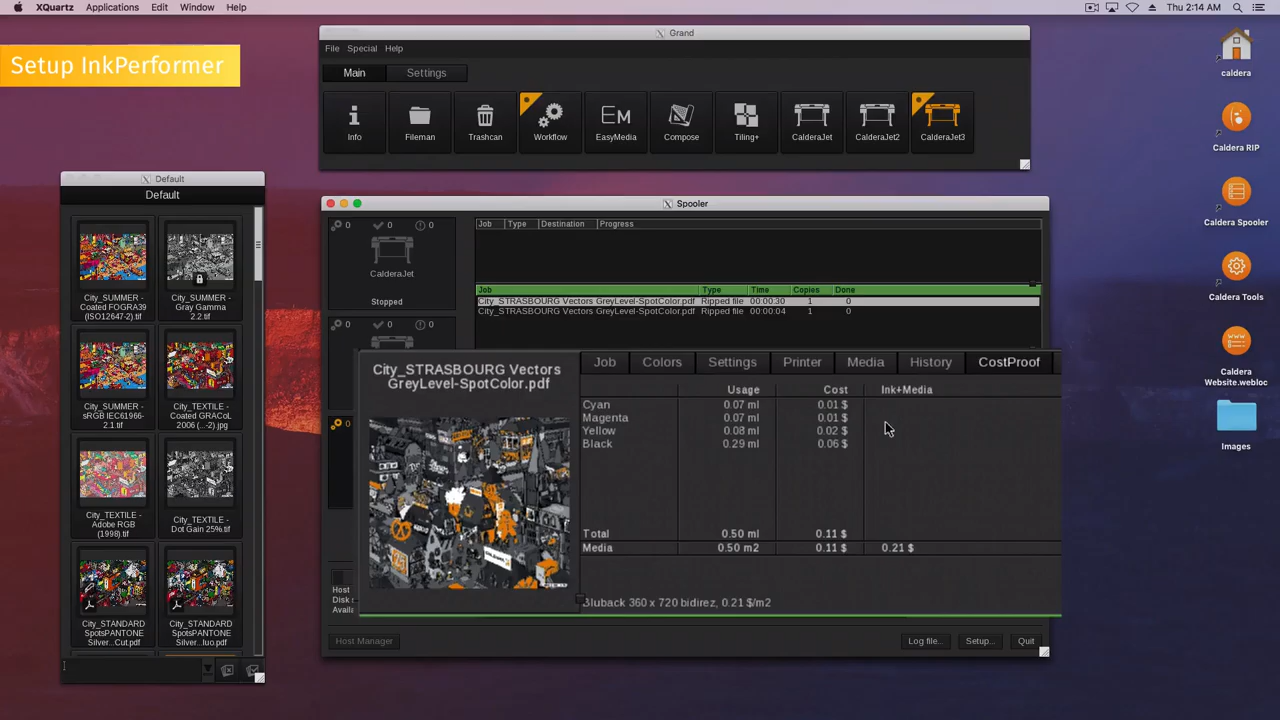 XQuartz Applications Edit Window Help
Thu 2:14 AM
Setup InkPerformer
Grand
File Special Help
Main Settings
Info Fileman Trashcan Workflow EasyMedia Compose Tiling+ CalderaJet CalderaJet2 CalderaJet3
caldera
Caldera RIP
Caldera Spooler
Caldera Tools
Caldera
Website.webloc
Images
Default
Default
City_SUMMER -
Coated FOGRA39
(ISO12647-2).tif
City_SUMMER -
Gray Gamma
2.2.tif
City_SUMMER -
sRGB IEC61966-
2.1.tif
City_TEXTILE -
Coated GRACoL
2006 (...-2).jpg
City_TEXTILE -
Adobe RGB
(1998).tif
City_TEXTILE -
Dot Gain 25%.tif
City_STANDARD
SpotsPANTONE
Silver...Cut.pdf
City_STANDARD
SpotsPANTONE
Silver...luo.pdf
Spooler
0 0 0
CalderaJet
Stopped
0 0 0
0
Job Type Destination Progress
Job Type Time Copies Done
City_STRASBOURG Vectors GreyLevel-SpotColor.pdf Ripped file 00:00:30 1 0
City_STRASBOURG Vectors GreyLevel-SpotColor.pdf Ripped file 00:00:04 1 0
City_STRASBOURG Vectors
GreyLevel-SpotColor.pdf
Job Colors Settings Printer Media History CostProof
Usage Cost Ink+Media
Cyan 0.07 ml 0.01 $
Magenta 0.07 ml 0.01 $
Yellow 0.08 ml 0.02 $
Black 0.29 ml 0.06 $
Total 0.50 ml 0.11 $
Media 0.50 m2 0.11 $ 0.21 $
Bluback 360 x 720 bidirez, 0.21 $/m2
Host
Disk s
Availa
Host Manager
Log file... Setup... Quit